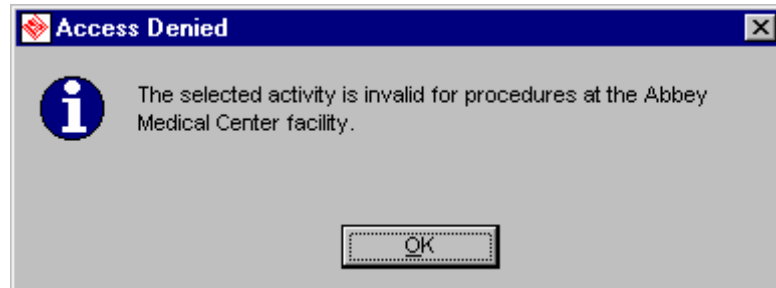 Access Denied
The selected activity is invalid for procedures at the Abbey
Medical Center facility.
OK